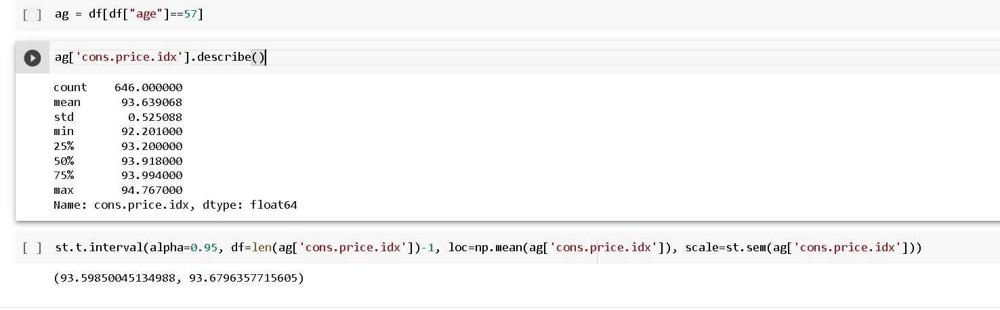 [ ] ag = df[df["age"]==57]
ag['cons.price.idx'].describe()
count    646.000000
mean      93.639068
std        0.525088
min       92.201000
25%       93.200000
50%       93.918000
75%       93.994000
max       94.767000
Name: cons.price.idx, dtype: float64
[ ] st.t.interval(alpha=0.95, df=len(ag['cons.price.idx'])-1, loc=np.mean(ag['cons.price.idx']), scale=st.sem(ag['cons.price.idx']))
(93.59850045134988, 93.6796357715605)